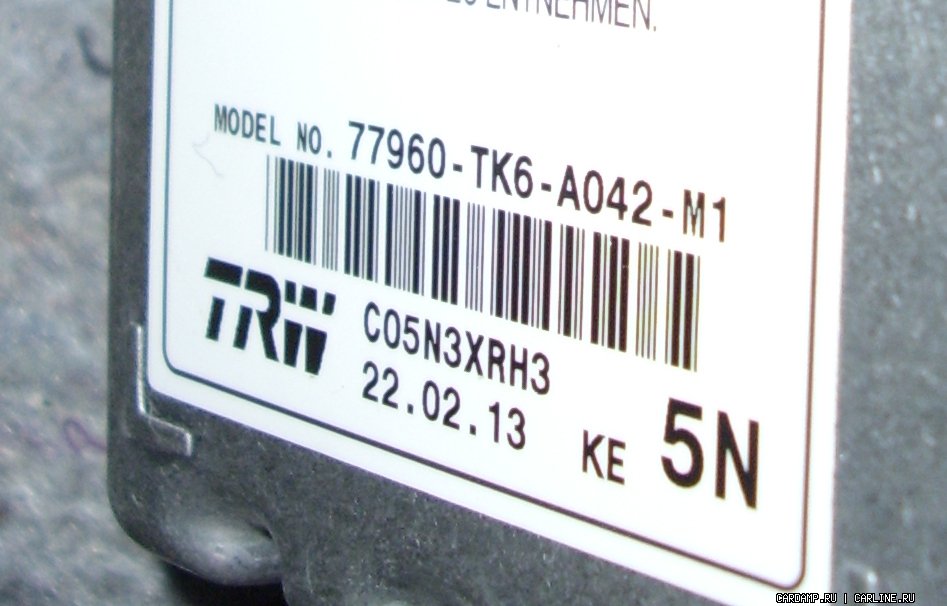 ENTNEHMEN.
MODEL NO. 77960-TK6-A042-M1
TRW
C05N3XRH3
22.02.13
KE 5N
CARDAMP.RU | CARLINE.RU